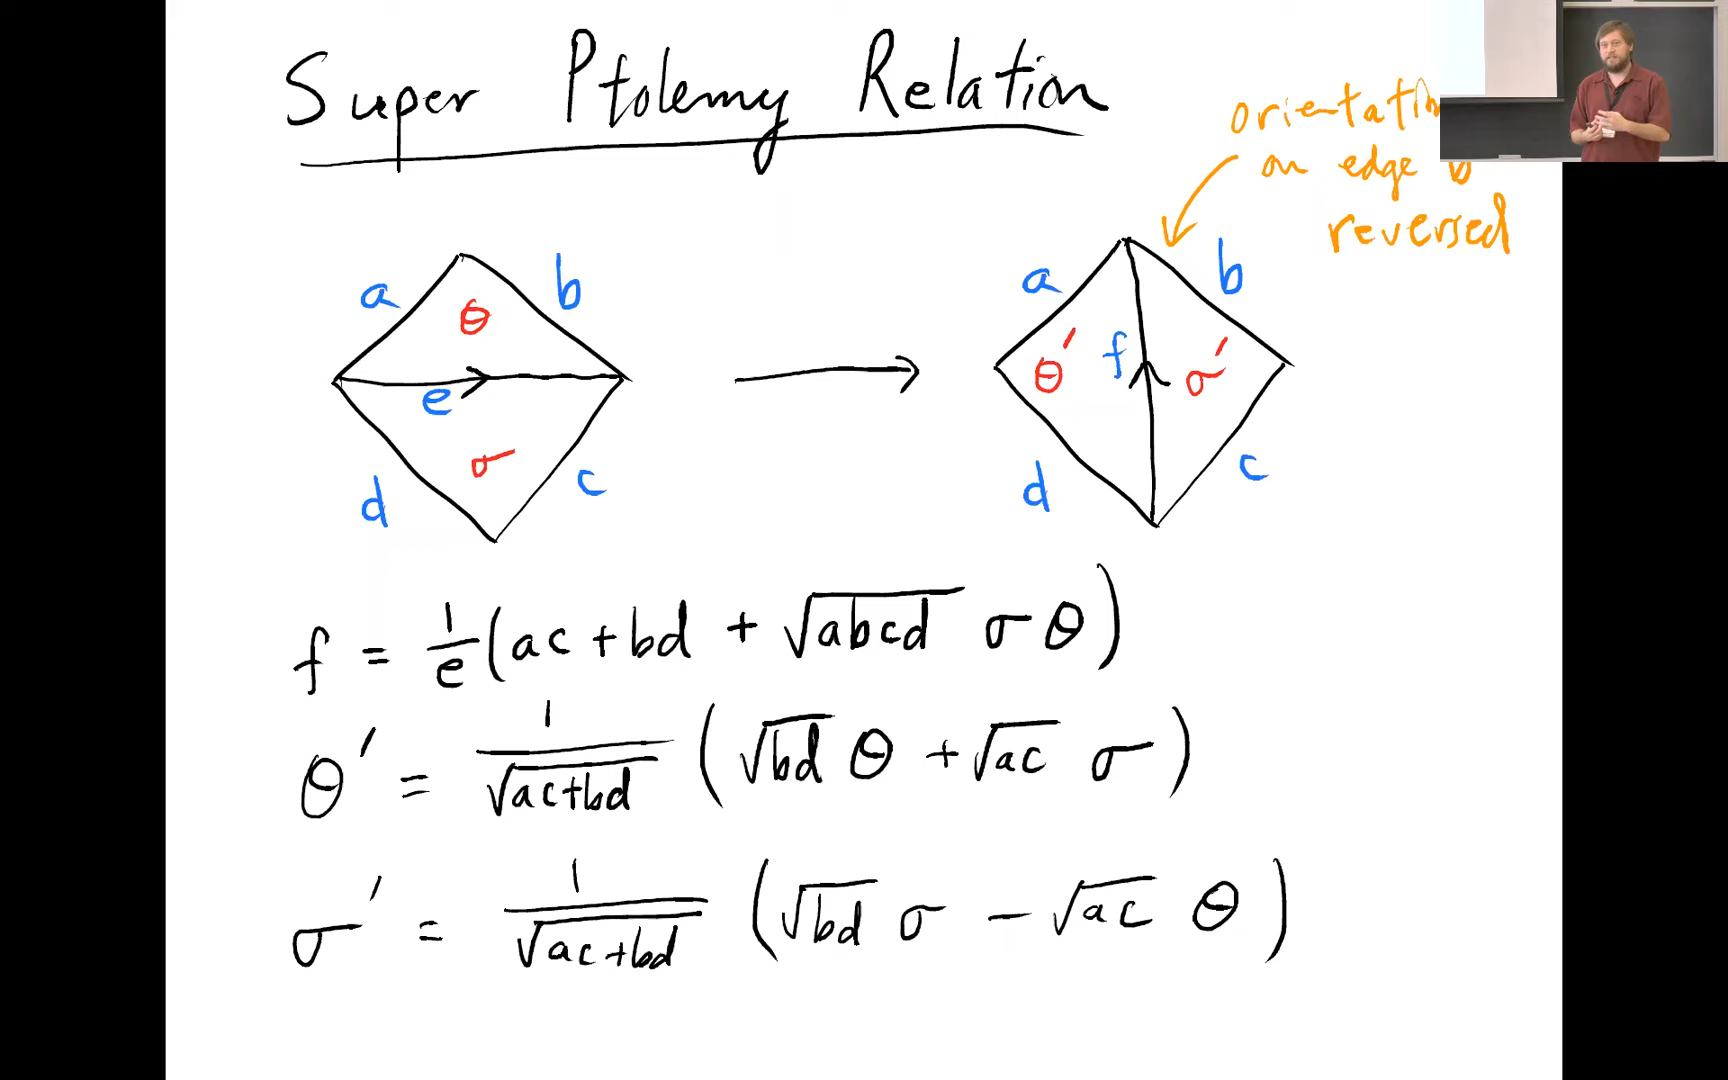 Super Ptolemy Relation
on edge b
reversed
a b
θ
e
σ
d c
a b
θ' f σ'
d c
f = 1/e (ac + bd + √abcd σθ)
θ' = 1/√ac+bd (√bd θ + √ac σ)
σ' = 1/√ac+bd (√bd σ − √ac θ)